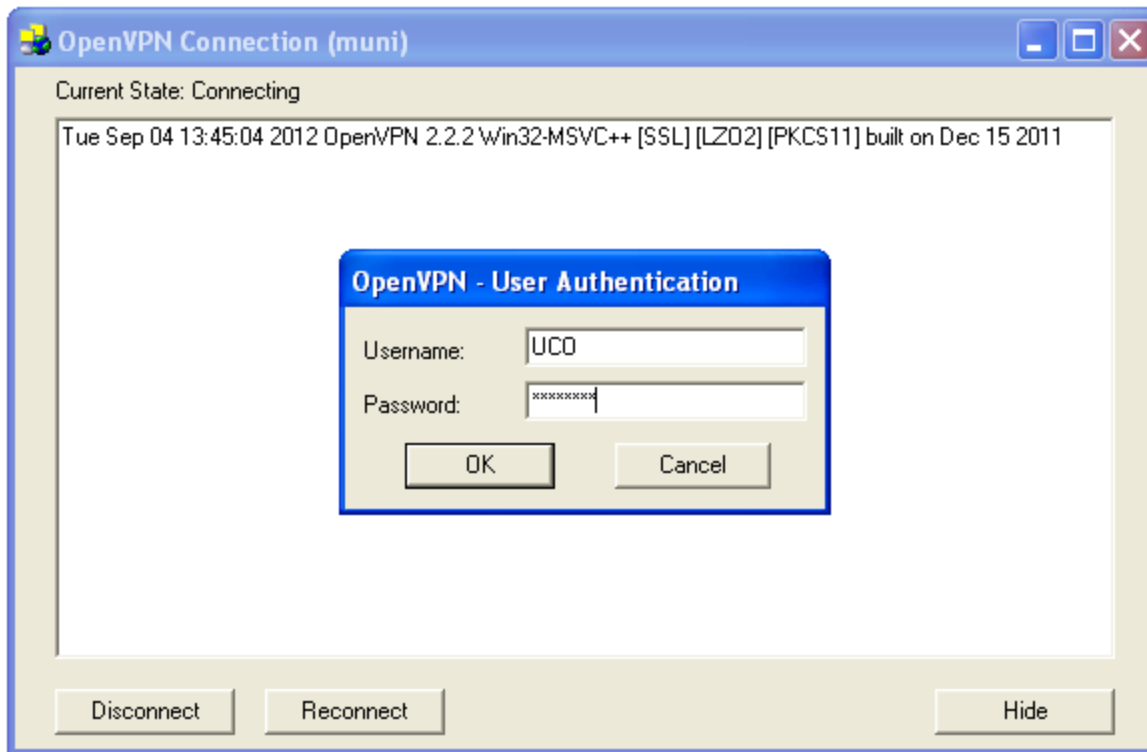 OpenVPN Connection (muni)
Current State: Connecting
Tue Sep 04 13:45:04 2012 OpenVPN 2.2.2 Win32-MSVC++ [SSL] [LZO2] [PKCS11] built on Dec 15 2011
OpenVPN - User Authentication
Username: UCO
Password: ********
OK Cancel
Disconnect Reconnect Hide